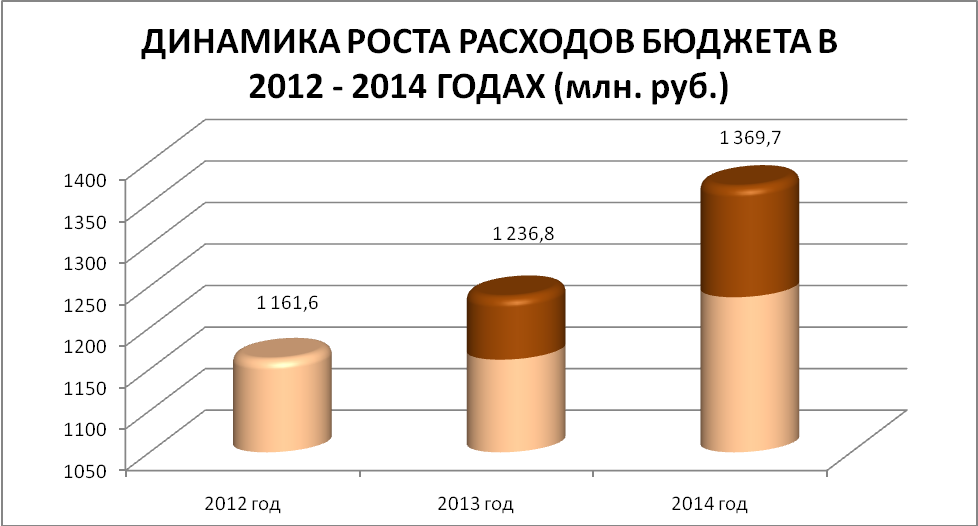 ДИНАМИКА РОСТА РАСХОДОВ БЮДЖЕТА В
2012 - 2014 ГОДАХ (млн. руб.)
1 369,7
1400
1350
1 236,8
1300
1 161,6
1250
1200
1150
1100
1050
2012 год
2013 год
2014 год